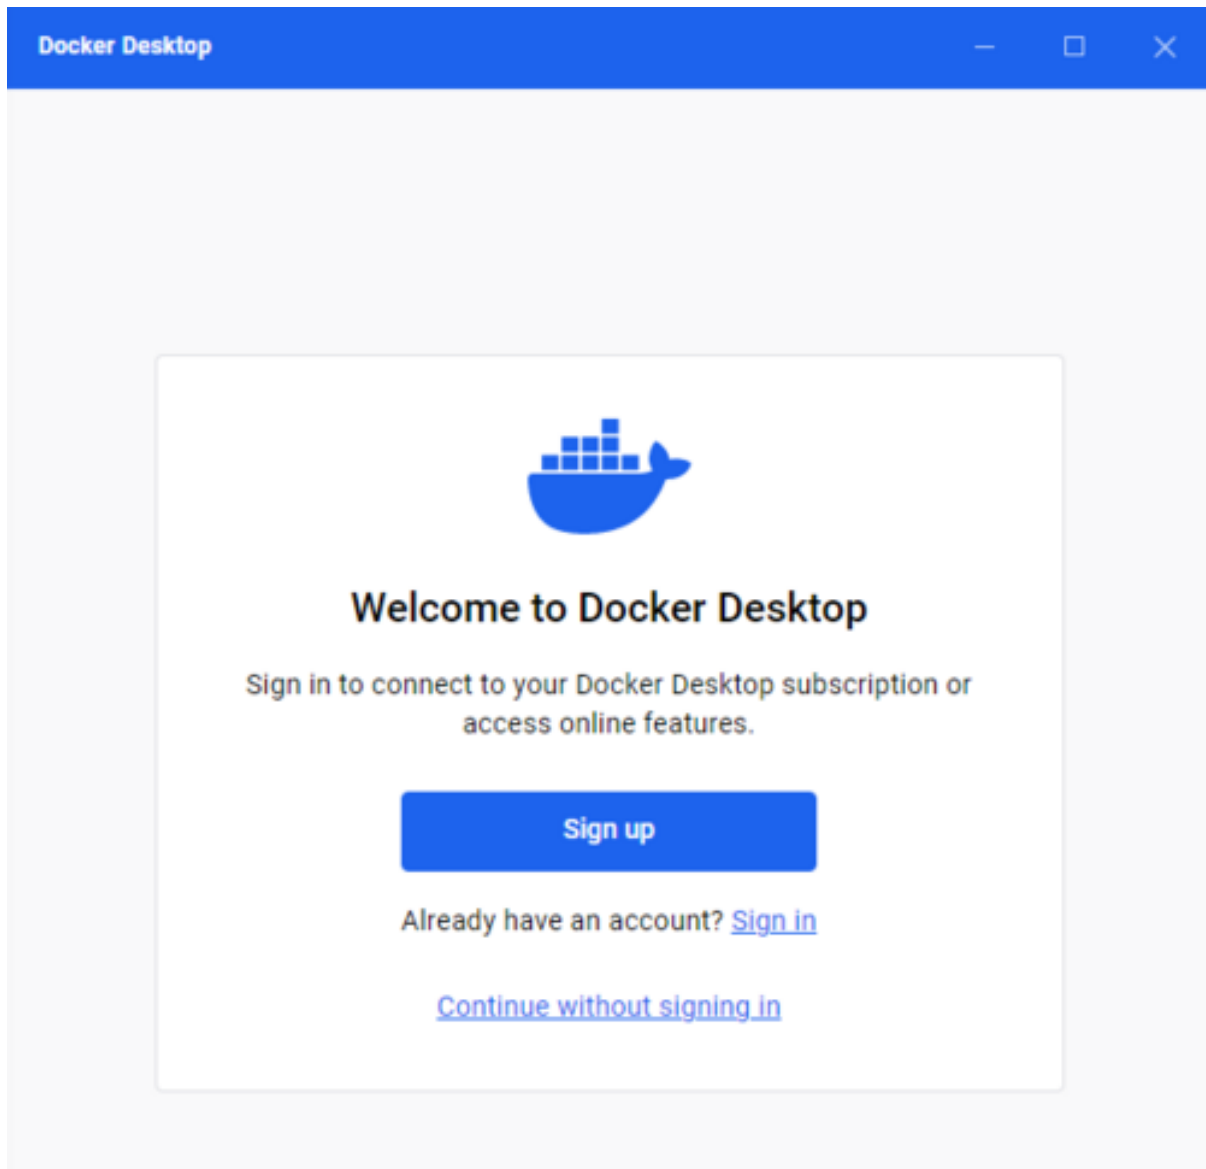 Docker Desktop
Welcome to Docker Desktop
Sign in to connect to your Docker Desktop subscription or
access online features.
Sign up
Already have an account? Sign in
Continue without signing in